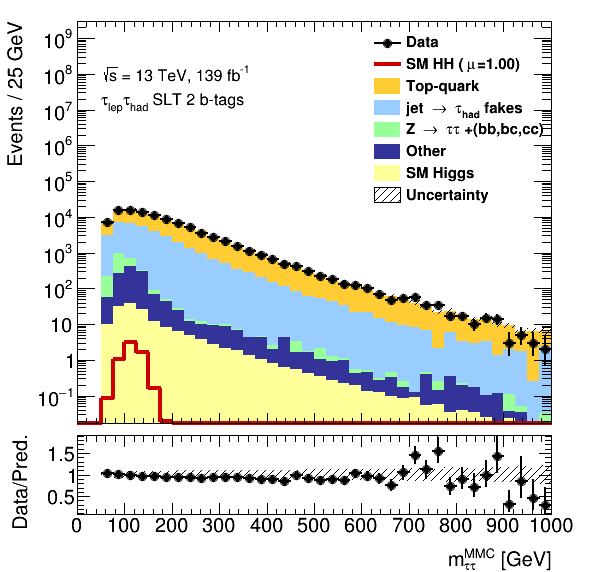 Events / 25 GeV
10⁹
10⁸
10⁷
10⁶
10⁵
10⁴
10³
10²
10
1
10⁻¹
√s = 13 TeV, 139 fb⁻¹
τlepτhad SLT 2 b-tags
Data
SM HH ( μ=1.00)
Top-quark
jet → τhad fakes
Z → ττ +(bb,bc,cc)
Other
SM Higgs
Uncertainty
Data/Pred.
1.5
1
0.5
0 100 200 300 400 500 600 700 800 900 1000
mττMMC [GeV]